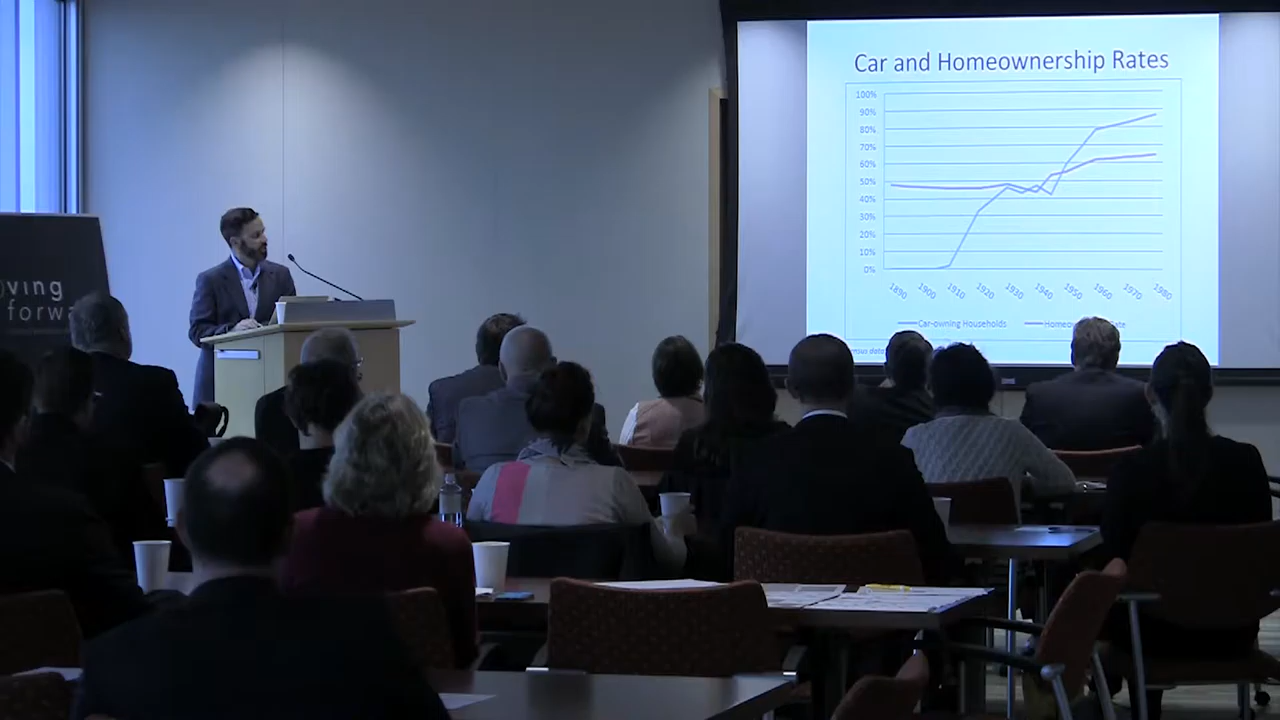 Car and Homeownership Rates
100%
90%
80%
70%
60%
50%
40%
30%
20%
10%
0%
1890 1900 1910 1920 1930 1940 1950 1960 1970 1980
Car-owning Households
ving
forw